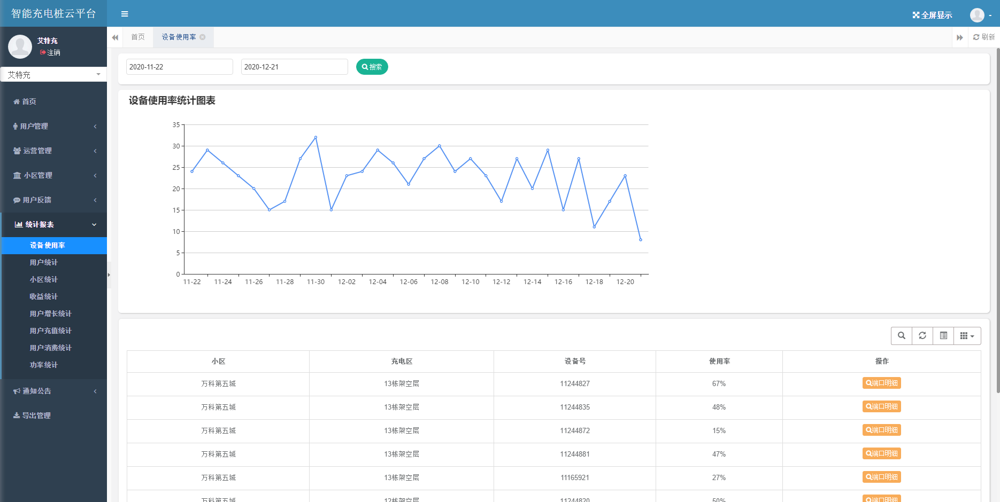 智能充电桩云平台
全屏显示
艾特充
注销
艾特充
首页
用户管理
运营管理
小区管理
用户反馈
统计报表
设备使用率
用户统计
小区统计
收益统计
用户增长统计
用户充值统计
用户消费统计
功率统计
通知公告
导出管理
首页
设备使用率
刷新
2020-11-22
2020-12-21
搜索
设备使用率统计图表
35
30
25
20
15
10
5
0
11-22 11-24 11-26 11-28 11-30 12-02 12-04 12-06 12-08 12-10 12-12 12-14 12-16 12-18 12-20
小区 充电区 设备号 使用率 操作
万科第五城 13栋架空层 11244827 67% 端口明细
万科第五城 13栋架空层 11244835 48% 端口明细
万科第五城 13栋架空层 11244872 15% 端口明细
万科第五城 13栋架空层 11244881 47% 端口明细
万科第五城 13栋架空层 11165921 27% 端口明细
万科第五城 12栋架空层 11244820 50% 端口明细